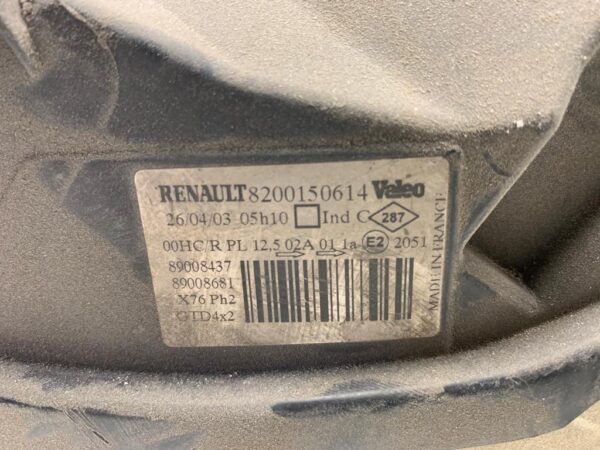 RENAULT 8200150614 Valeo
26/04/03 05h10 Ind C 287
00HC/R PL 12,5 02A 01 1a E2 2051
89008437
89008681
X76 Ph2
GTD4x2
MADE IN FRANCE